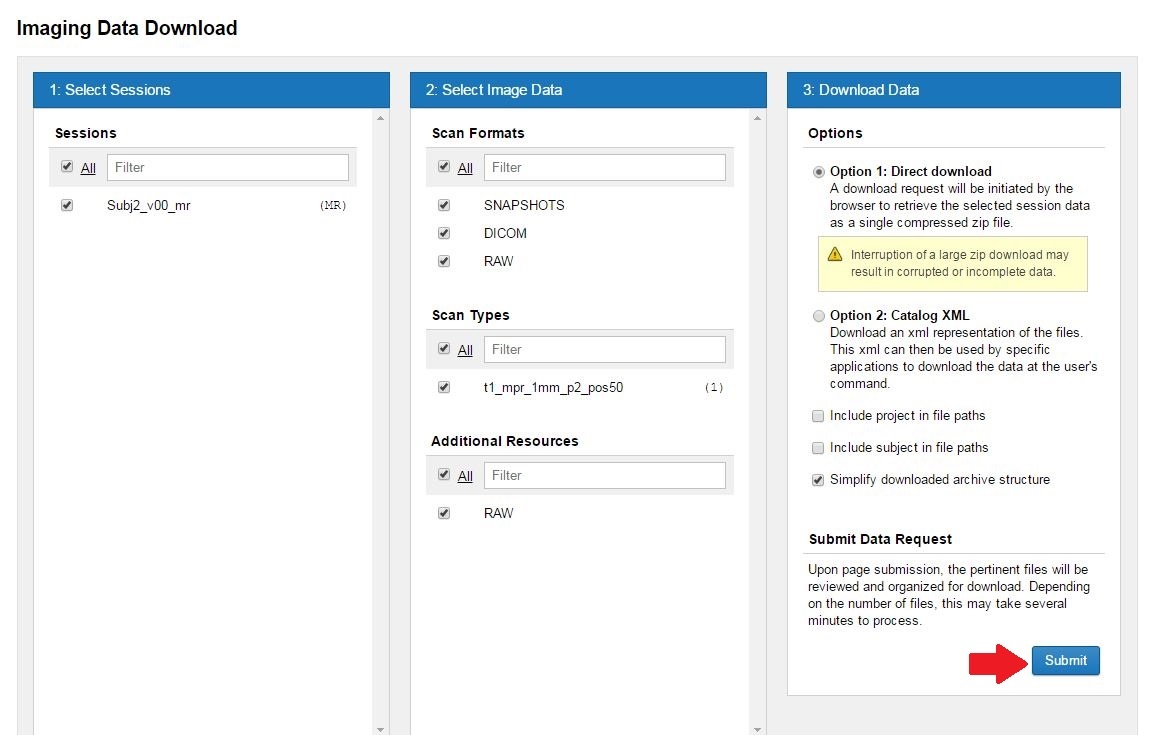 Imaging Data Download
1: Select Sessions
Sessions
All Filter
Subj2_v00_mr (MR)
2: Select Image Data
Scan Formats
All Filter
SNAPSHOTS
DICOM
RAW
Scan Types
All Filter
t1_mpr_1mm_p2_pos50 (1)
Additional Resources
All Filter
RAW
3: Download Data
Options
Option 1: Direct download
A download request will be initiated by the
browser to retrieve the selected session data
as a single compressed zip file.
Interruption of a large zip download may
result in corrupted or incomplete data.
Option 2: Catalog XML
Download an xml representation of the files.
This xml can then be used by specific
applications to download the data at the user's
command.
Include project in file paths
Include subject in file paths
Simplify downloaded archive structure
Submit Data Request
Upon page submission, the pertinent files will be
reviewed and organized for download. Depending
on the number of files, this may take several
minutes to process.
Submit